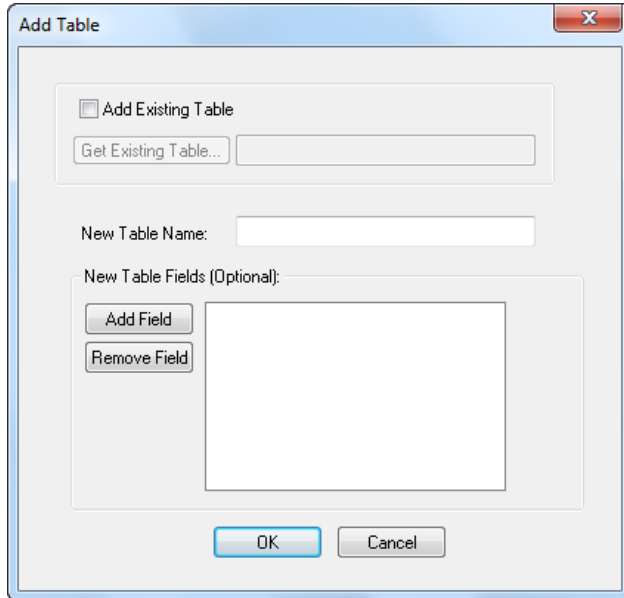 Add Table
Add Existing Table
Get Existing Table...
New Table Name:
New Table Fields (Optional):
Add Field
Remove Field
OK
Cancel